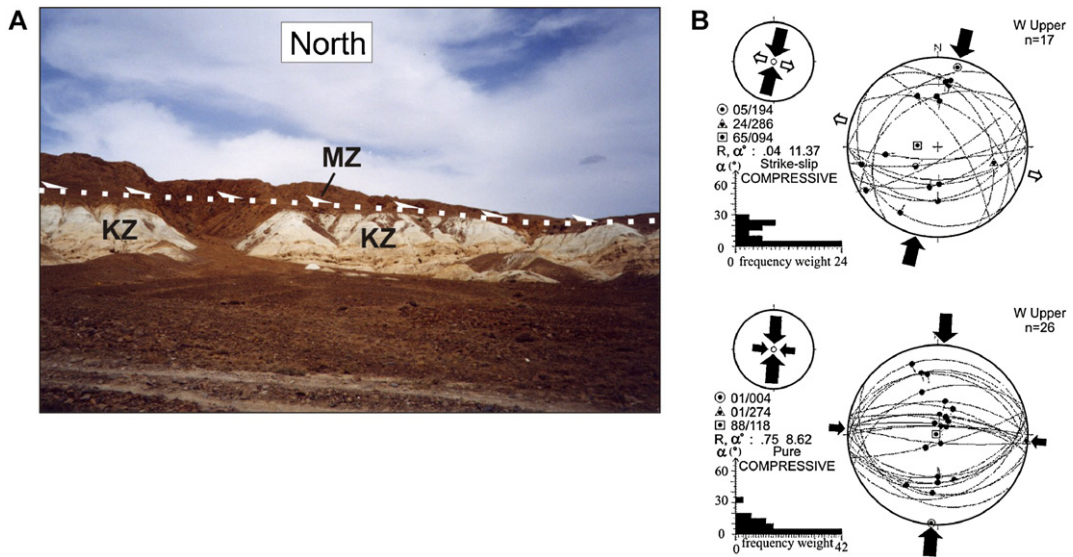 A
North
MZ
KZ
KZ
B
W Upper
n=17
N
05/194
24/286
65/094
R, α° : .04 11.37
α (°) Strike-slip
COMPRESSIVE
60
30
0
0 frequency weight 24
W Upper
n=26
01/004
01/274
88/118
R, α° : .75 8.62
α (°) Pure
COMPRESSIVE
60
30
0
0 frequency weight 42